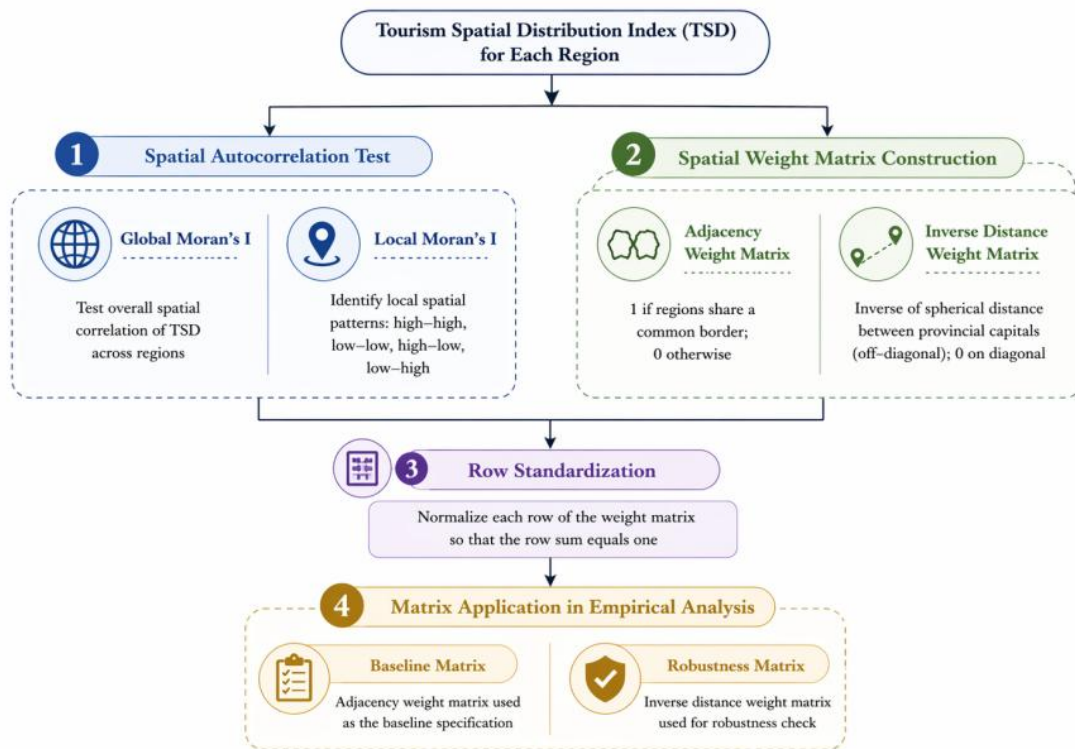 Tourism Spatial Distribution Index (TSD)
for Each Region
1
Spatial Autocorrelation Test
2
Spatial Weight Matrix Construction
Global Moran's I
Test overall spatial
correlation of TSD
across regions
Local Moran's I
Identify local spatial
patterns: high–high,
low–low, high–low,
low–high
Adjacency
Weight Matrix
1 if regions share a
common border;
0 otherwise
Inverse Distance
Weight Matrix
Inverse of spherical distance
between provincial capitals
(off-diagonal); 0 on diagonal
3
Row Standardization
Normalize each row of the weight matrix
so that the row sum equals one
4
Matrix Application in Empirical Analysis
Baseline Matrix
Adjacency weight matrix used
as the baseline specification
Robustness Matrix
Inverse distance weight matrix
used for robustness check